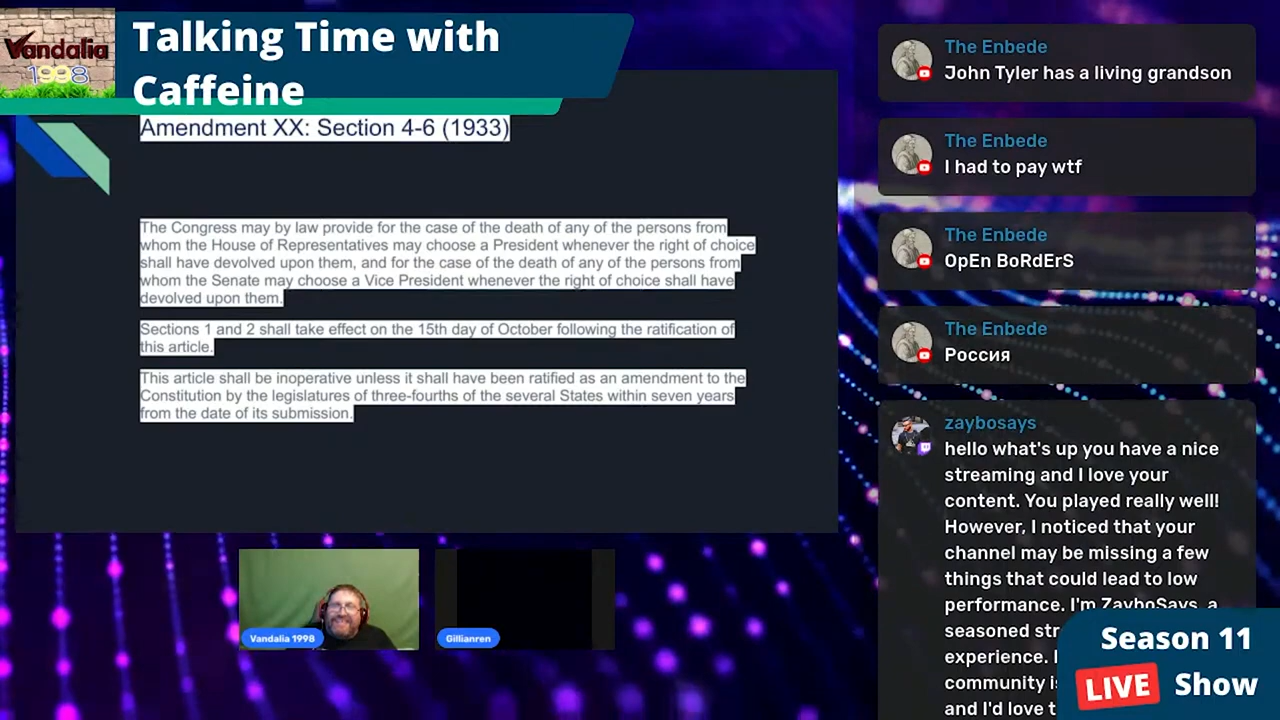 Vandalia
1998
Talking Time with
Caffeine
Amendment XX: Section 4-6 (1933)
The Congress may by law provide for the case of the death of any of the persons from
whom the House of Representatives may choose a President whenever the right of choice
shall have devolved upon them, and for the case of the death of any of the persons from
whom the Senate may choose a Vice President whenever the right of choice shall have
devolved upon them.
Sections 1 and 2 shall take effect on the 15th day of October following the ratification of
this article.
This article shall be inoperative unless it shall have been ratified as an amendment to the
Constitution by the legislatures of three-fourths of the several States within seven years
from the date of its submission.
Vandalia 1998
Gillianren
The Enbede
John Tyler has a living grandson
The Enbede
I had to pay wtf
The Enbede
OpEn BoRdErS
The Enbede
Россия
zaybosays
hello what's up you have a nice
streaming and I love your
content. You played really well!
However, I noticed that your
channel may be missing a few
things that could lead to low
performance. I'm ZayboSays, a
seasoned
experience.
community
and I'd love
Season 11
LIVE Show